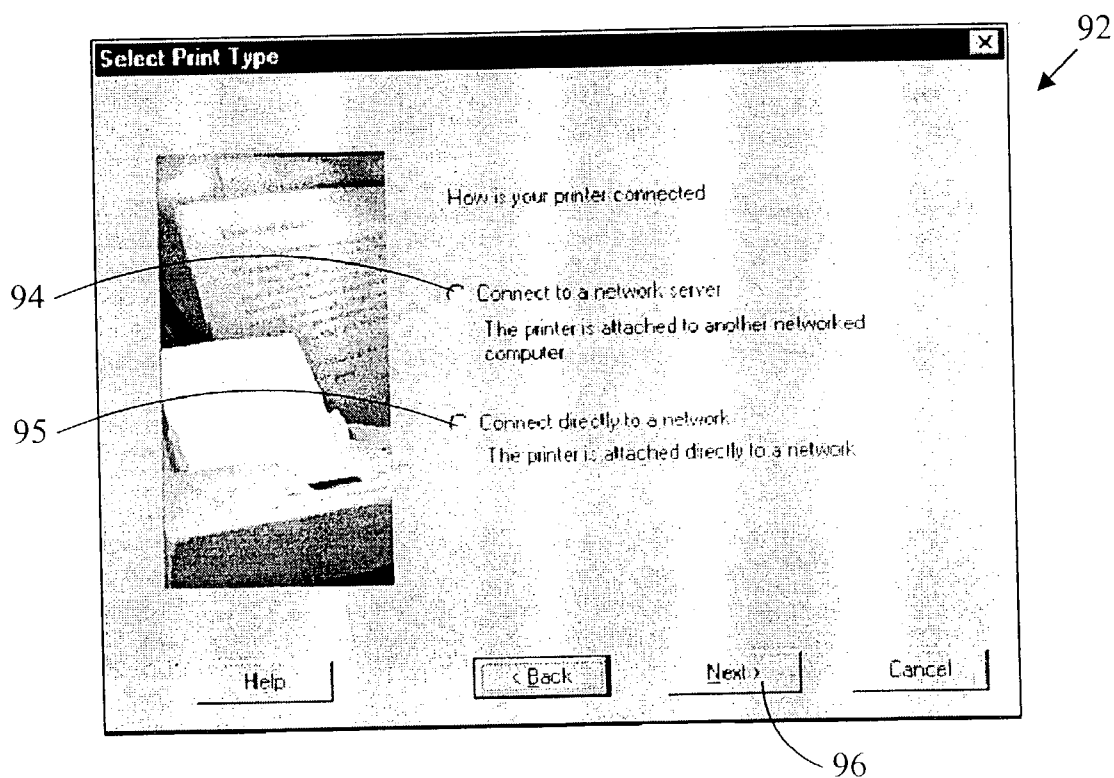 92
Select Print Type
How is your printer connected
94
Connect to a network server
The printer is attached to another networked
computer
95
Connect directly to a network
The printer is attached directly to a network
Help
< Back
Next >
Cancel
96